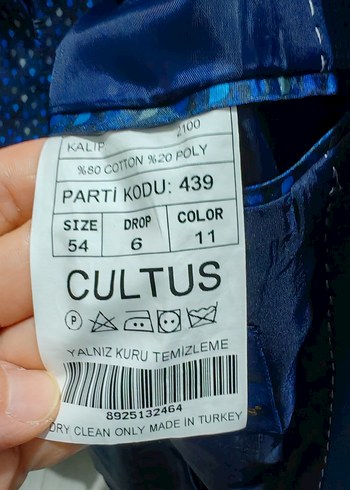 KALIP 2100
%80 COTTON %20 POLY
PARTİ KODU: 439
SIZE DROP COLOR
54 6 11
CULTUS
P
YALNIZ KURU TEMİZLEME
8925132464
DRY CLEAN ONLY MADE IN TURKEY